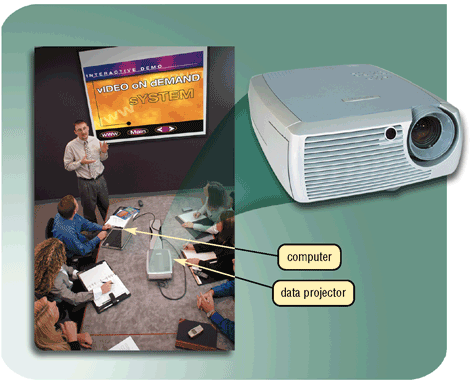 INTERACTIVE DEMO
vIDEO oN dEMAND
sYSTEM
www
Main
computer
data projector